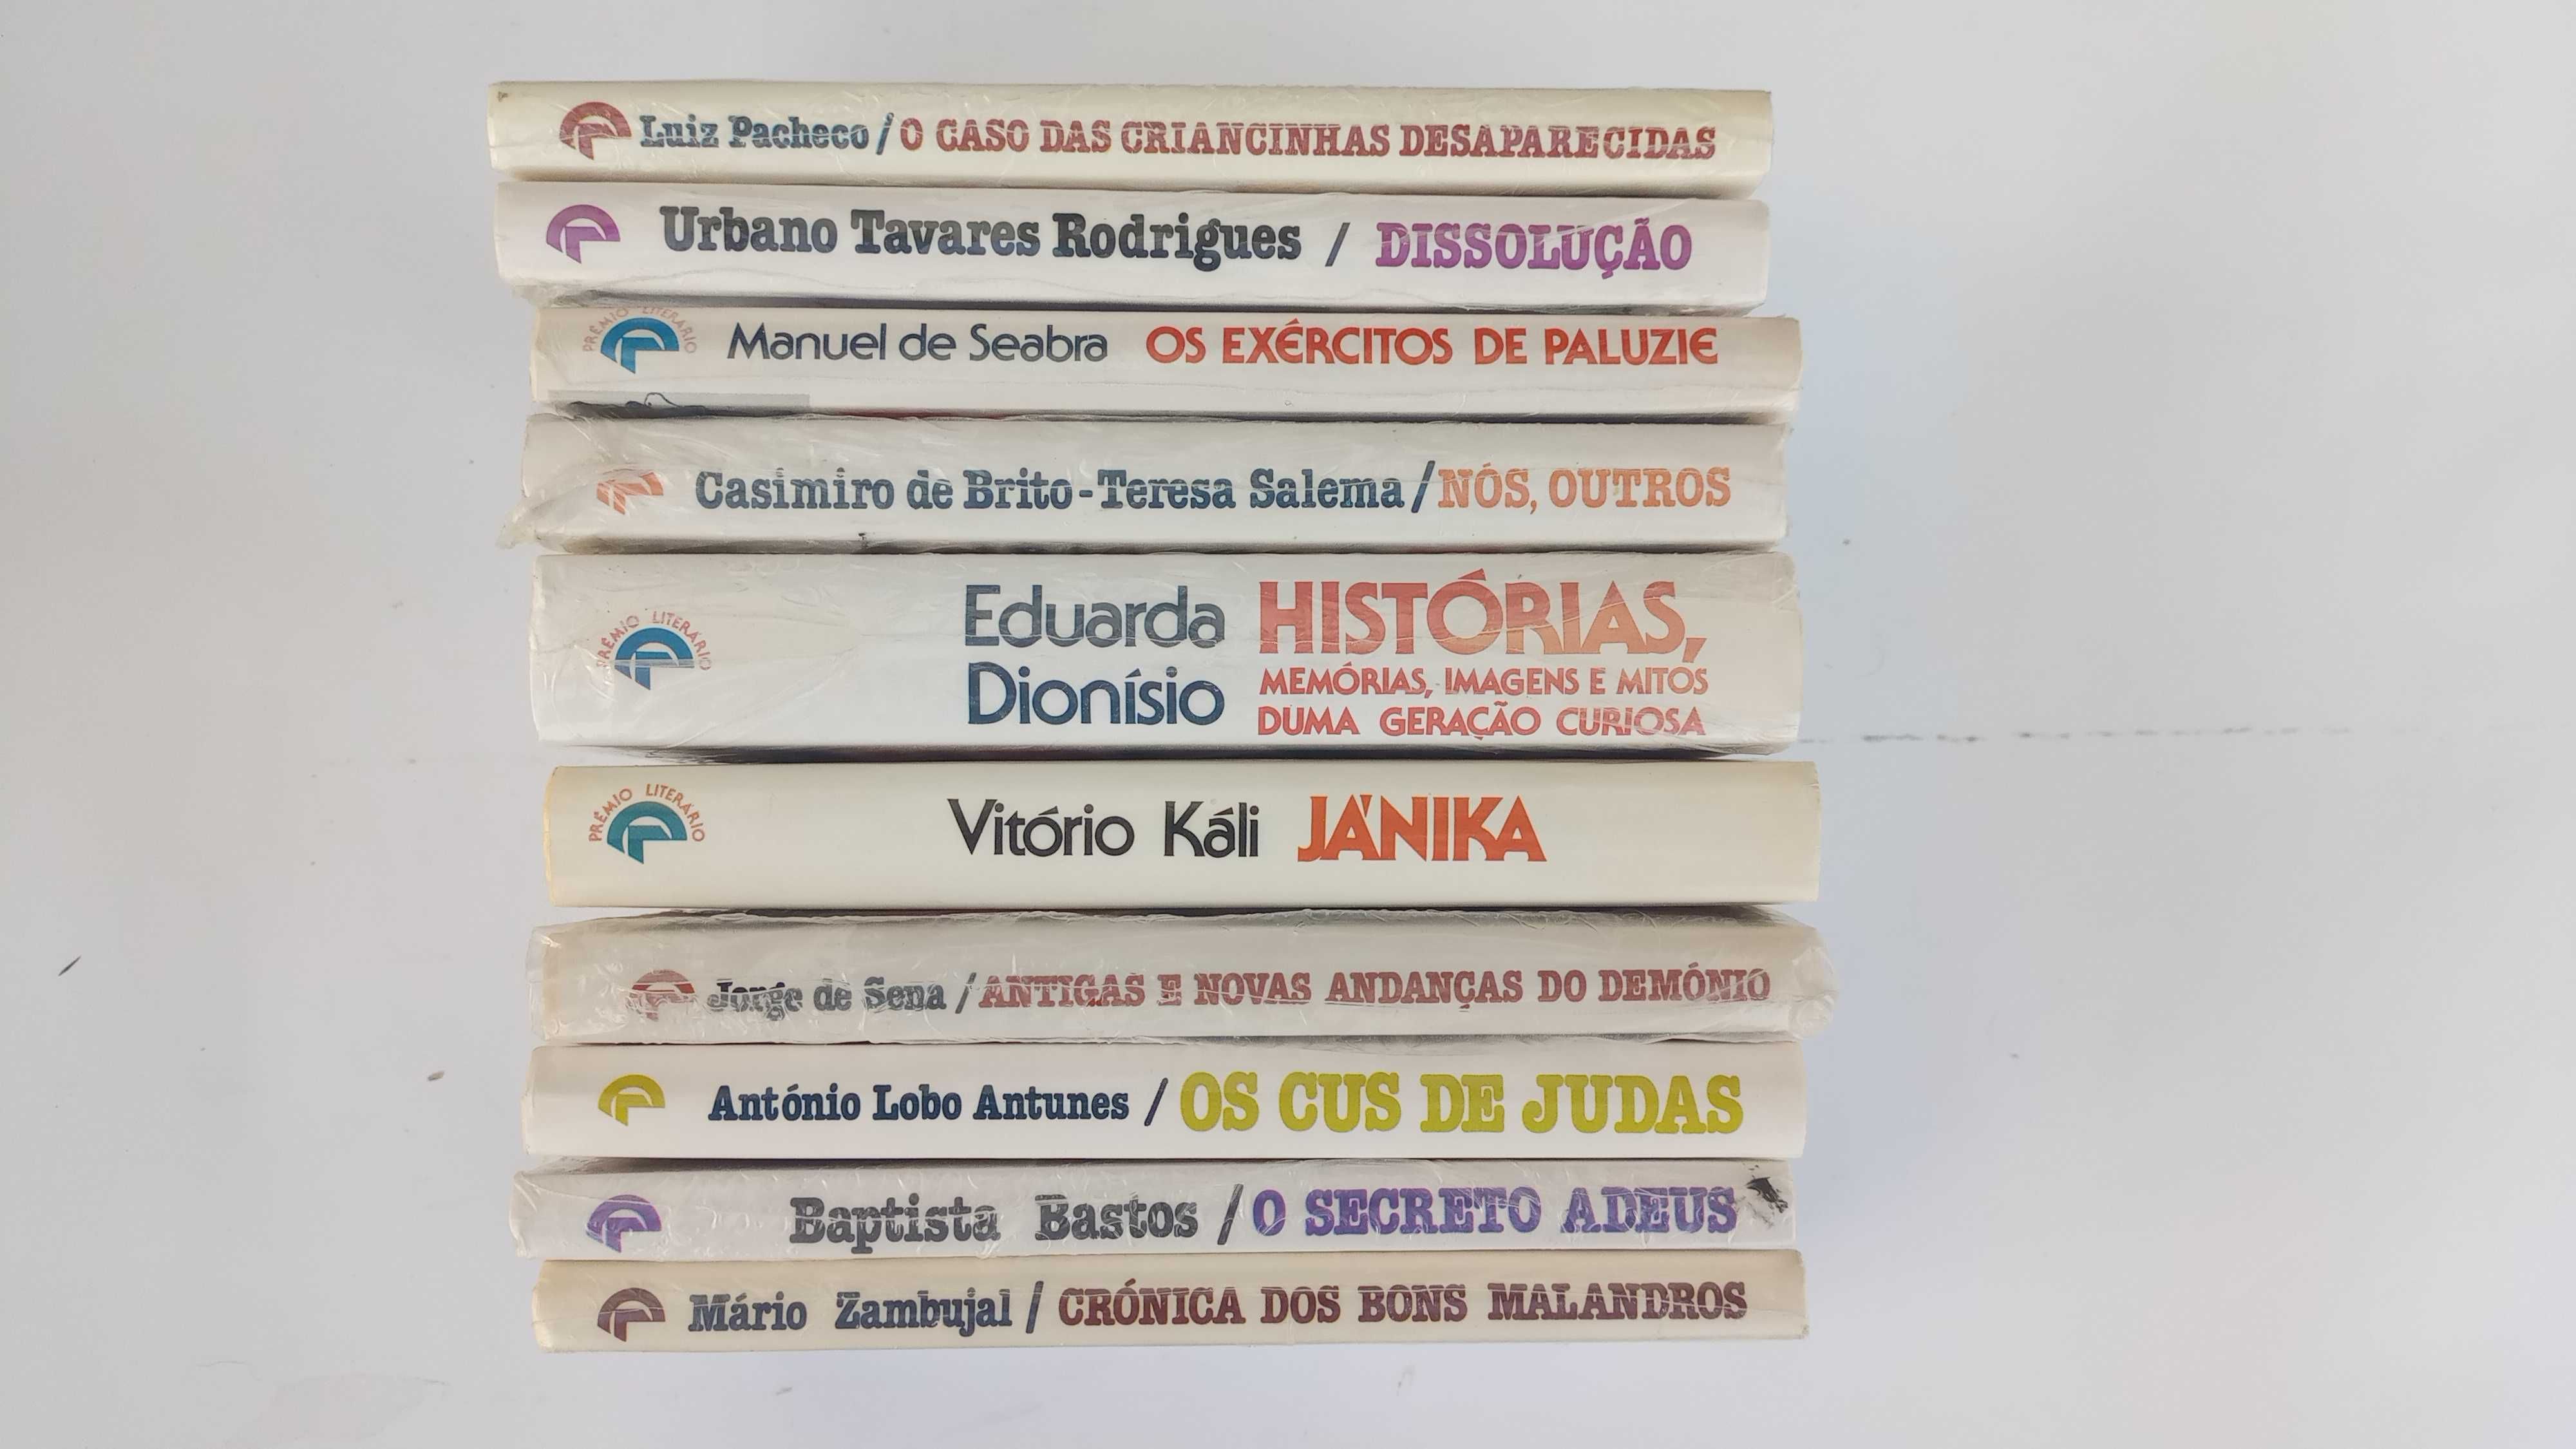 Luiz Pacheco / O CASO DAS CRIANCINHAS DESAPARECIDAS
Urbano Tavares Rodrigues / DISSOLUÇÃO
PRÉMIO LITERÁRIO
Manuel de Seabra OS EXÉRCITOS DE PALUZIE
Casimiro de Brito - Teresa Salema / NÓS, OUTROS
PRÉMIO LITERÁRIO
Eduarda
Dionísio
HISTÓRIAS,
MEMÓRIAS, IMAGENS E MITOS
DUMA GERAÇÃO CURIOSA
PRÉMIO LITERÁRIO
Vitório Káli JÁNIKA
Jorge de Sena / ANTIGAS E NOVAS ANDANÇAS DO DEMÓNIO
António Lobo Antunes / OS CUS DE JUDAS
Baptista Bastos / O SECRETO ADEUS
Mário Zambujal / CRÓNICA DOS BONS MALANDROS